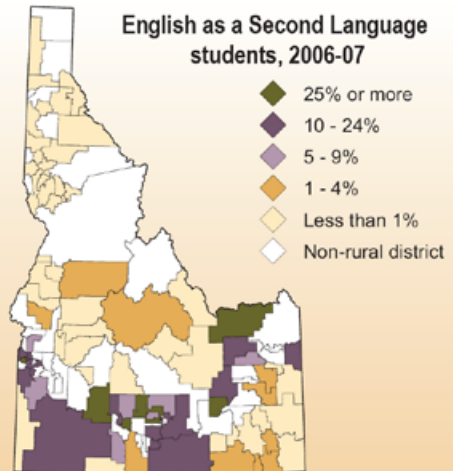 English as a Second Language
students, 2006-07
25% or more
10 - 24%
5 - 9%
1 - 4%
Less than 1%
Non-rural district